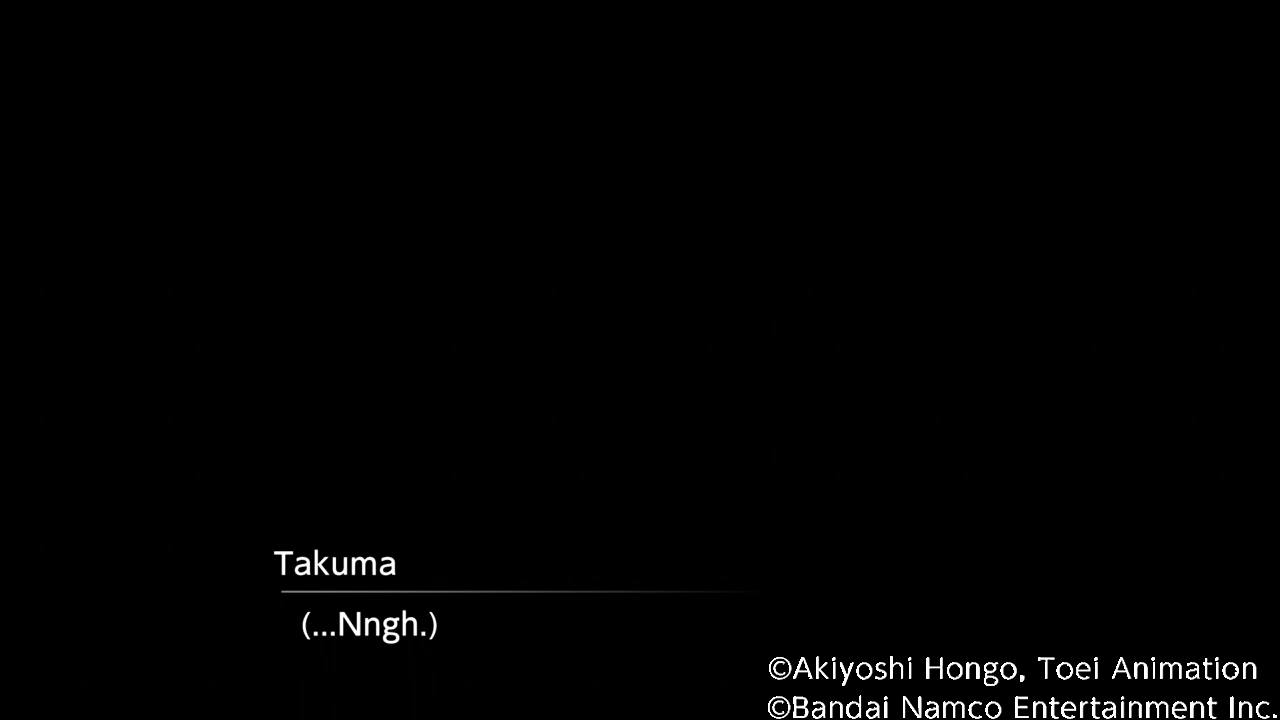 Takuma
(...Nngh.)
©Akiyoshi Hongo, Toei Animation
©Bandai Namco Entertainment Inc.